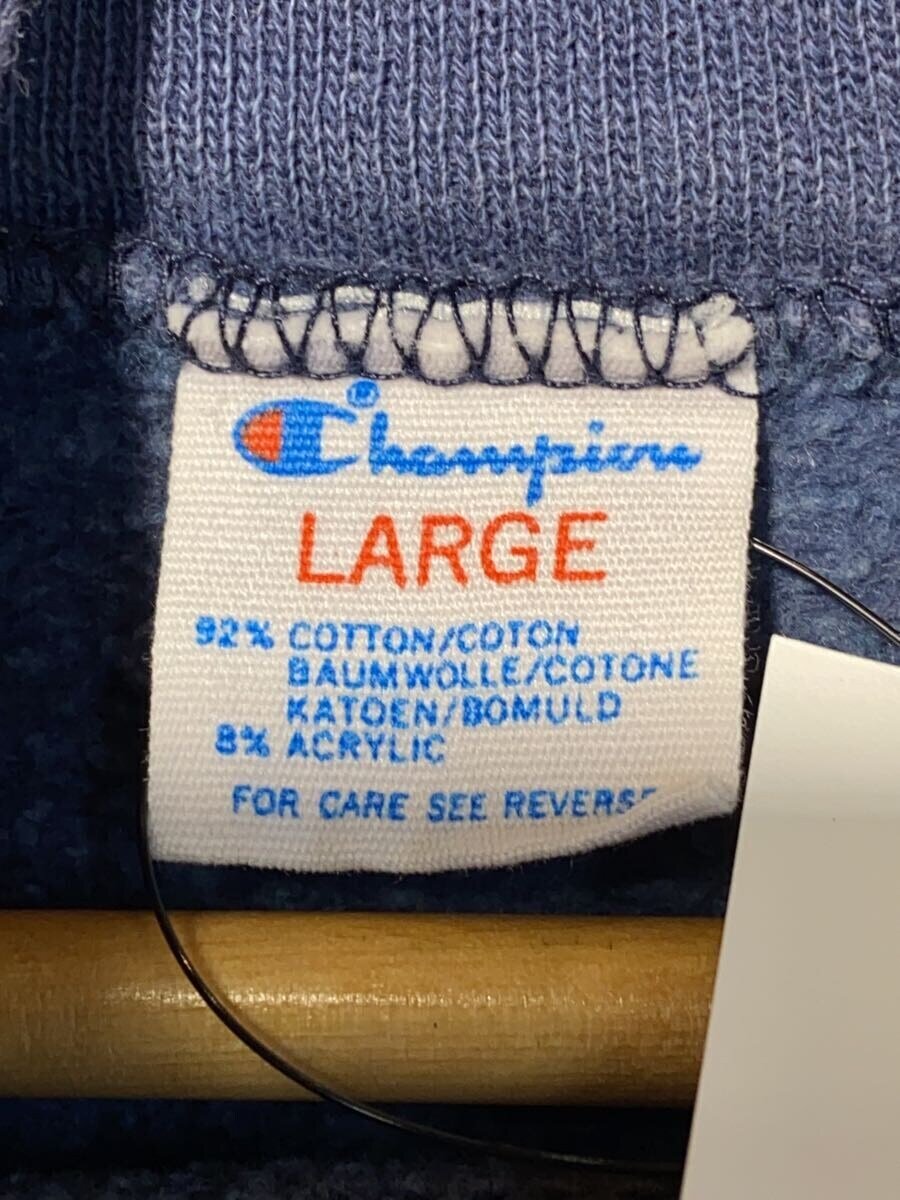 Champion®
LARGE
92% COTTON/COTON
BAUMWOLLE/COTONE
KATOEN/BOMULD
8% ACRYLIC
FOR CARE SEE REVERSE